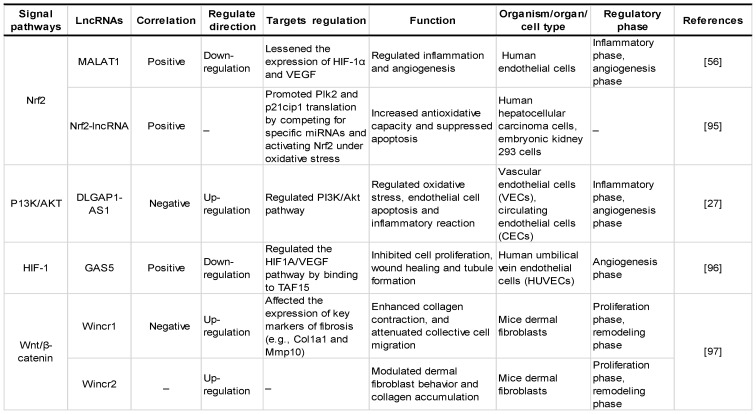 Signal pathways | LncRNAs | Correlation | Regulate direction | Targets regulation | Function | Organism/organ/cell type | Regulatory phase | References
Nrf2 | MALAT1 | Positive | Down-regulation | Lessened the expression of HIF-1α and VEGF | Regulated inflammation and angiogenesis | Human endothelial cells | Inflammatory phase, angiogenesis phase | [56]
Nrf2-lncRNA | Positive | – | Promoted Plk2 and p21cip1 translation by competing for specific miRNAs and activating Nrf2 under oxidative stress | Increased antioxidative capacity and suppressed apoptosis | Human hepatocellular carcinoma cells, embryonic kidney 293 cells | – | [95]
P13K/AKT | DLGAP1-AS1 | Negative | Up-regulation | Regulated PI3K/Akt pathway | Regulated oxidative stress, endothelial cell apoptosis and inflammatory reaction | Vascular endothelial cells (VECs), circulating endothelial cells (CECs) | Inflammatory phase, angiogenesis phase | [27]
HIF-1 | GAS5 | Positive | Down-regulation | Regulated the HIF1A/VEGF pathway by binding to TAF15 | Inhibited cell proliferation, wound healing and tubule formation | Human umbilical vein endothelial cells (HUVECs) | Angiogenesis phase | [96]
Wnt/β-catenin | Wincr1 | Negative | Up-regulation | Affected the expression of key markers of fibrosis (e.g., Col1a1 and Mmp10) | Enhanced collagen contraction, and attenuated collective cell migration | Mice dermal fibroblasts | Proliferation phase, remodeling phase | [97]
Wincr2 | – | Up-regulation | – | Modulated dermal fibroblast behavior and collagen accumulation | Mice dermal fibroblasts | Proliferation phase, remodeling phase